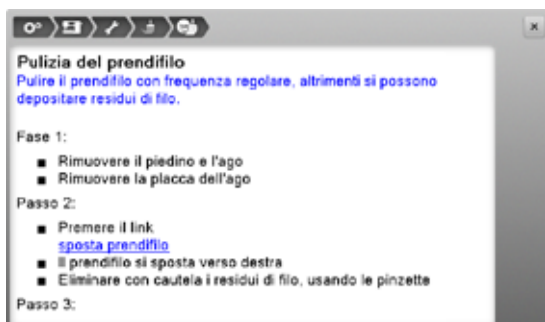 Pulizia del prendifilo
Pulire il prendifilo con frequenza regolare, altrimenti si possono
depositare residui di filo.
Fase 1:
Rimuovere il piedino e l'ago
Rimuovere la placca dell'ago
Passo 2:
Premere il link
sposta prendifilo
Il prendifilo si sposta verso destra
Eliminare con cautela i residui di filo, usando le pinzette
Passo 3: